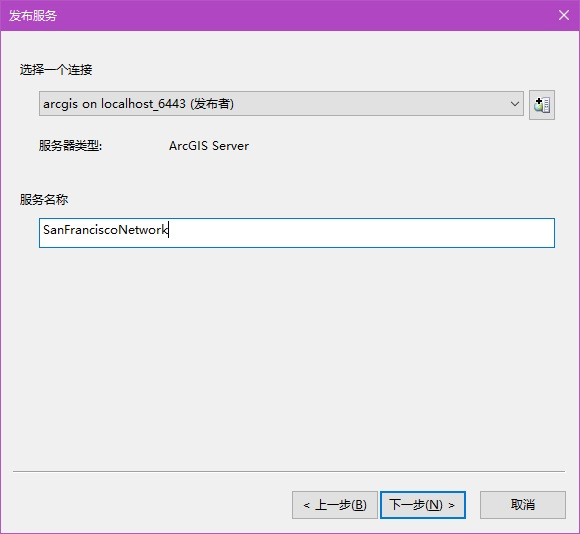 发布服务
选择一个连接
arcgis on localhost_6443 (发布者)
服务器类型: ArcGIS Server
服务名称
SanFranciscoNetwork
< 上一步(B) 下一步(N) > 取消